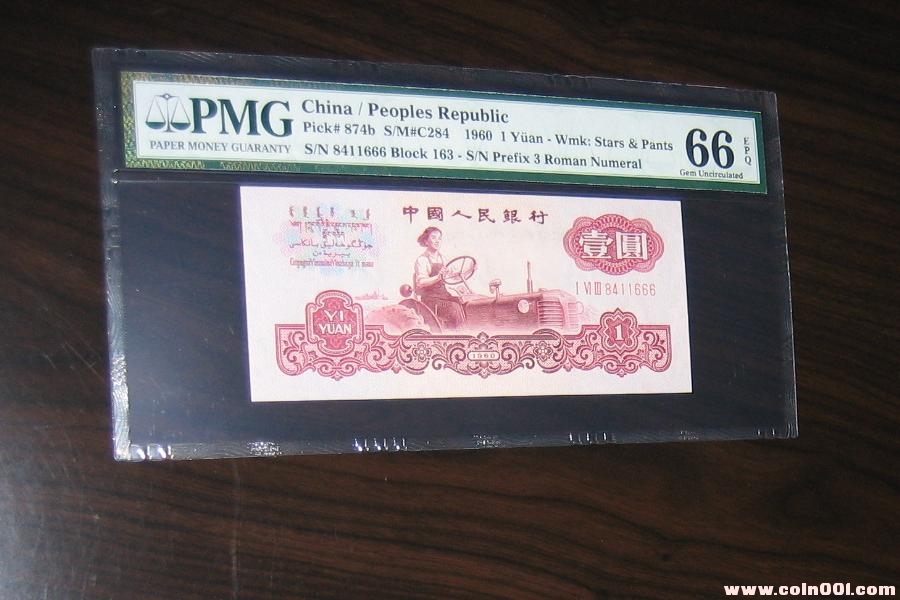 PMG
PAPER MONEY GUARANTY
China / Peoples Republic
Pick# 874b S/M#C284 1960 1 Yüan - Wmk: Stars & Pants
S/N 8411666 Block 163 - S/N Prefix 3 Roman Numeral
66 EPQ
Gem Uncirculated
中國人民銀行
壹圓
I VI III 8411666
YI
YUAN
1960
1
www.coin001.com